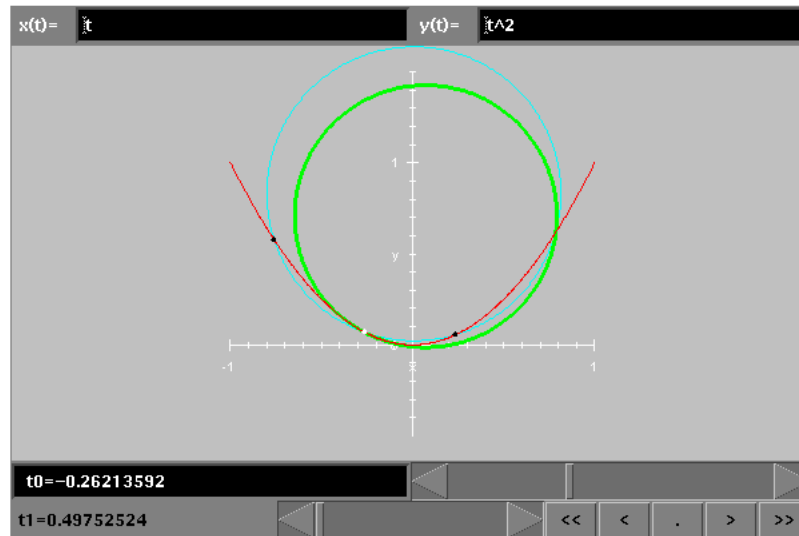 x(t)= t y(t)= t^2
1
y
-1 x 1
t0=-0.26213592
t1=0.49752524 << < . > >>